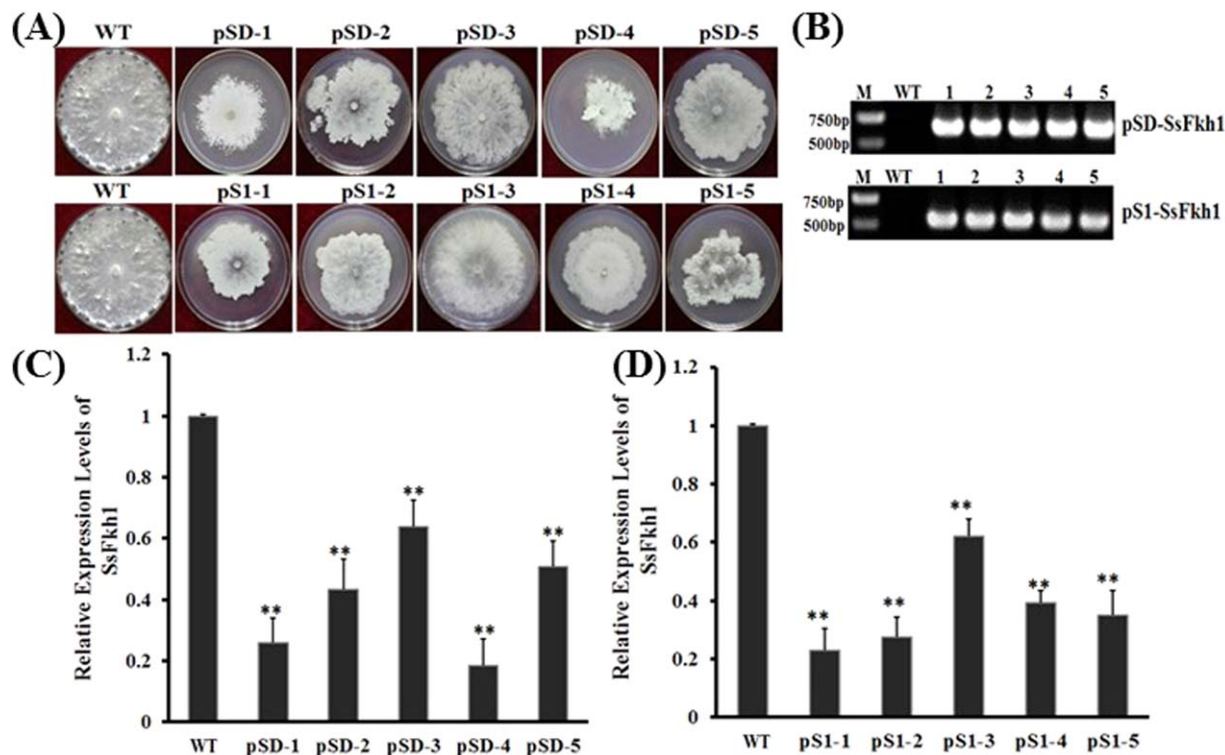 (A)
WT pSD-1 pSD-2 pSD-3 pSD-4 pSD-5
WT pS1-1 pS1-2 pS1-3 pS1-4 pS1-5
(B)
M WT 1 2 3 4 5
750bp
500bp
pSD-SsFkh1
M WT 1 2 3 4 5
750bp
500bp
pS1-SsFkh1
(C)
Relative Expression Levels of
SsFkh1
1.2
1
0.8
0.6
0.4
0.2
0
** ** ** ** **
WT pSD-1 pSD-2 pSD-3 pSD-4 pSD-5
(D)
Relative Expression Levels of
SsFkh1
1.2
1
0.8
0.6
0.4
0.2
0
** ** ** ** **
WT pS1-1 pS1-2 pS1-3 pS1-4 pS1-5